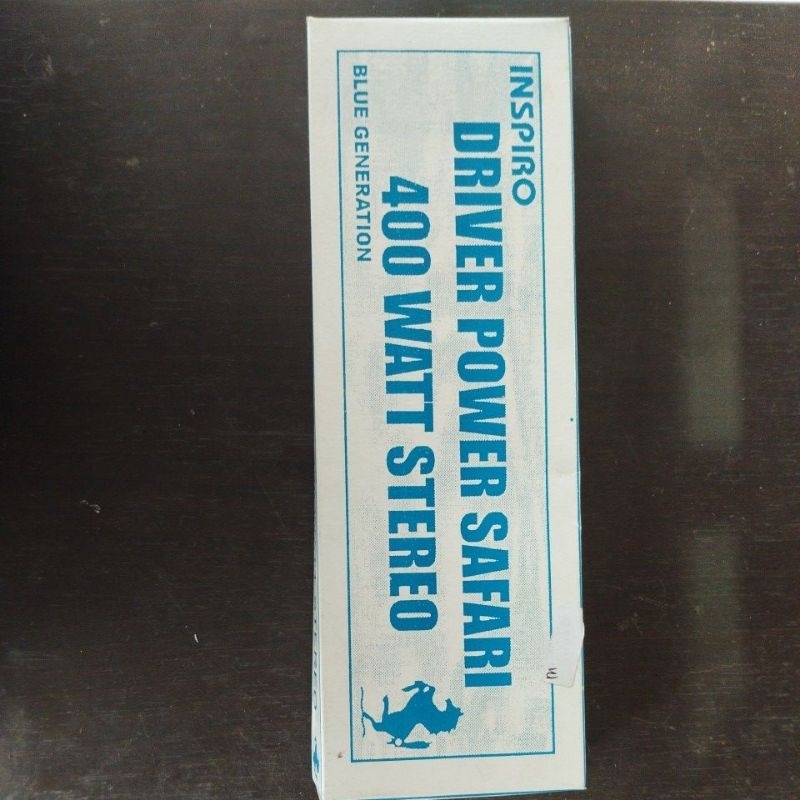 INSPIRO
DRIVER POWER SAFARI
400 WATT STEREO
BLUE GENERATION